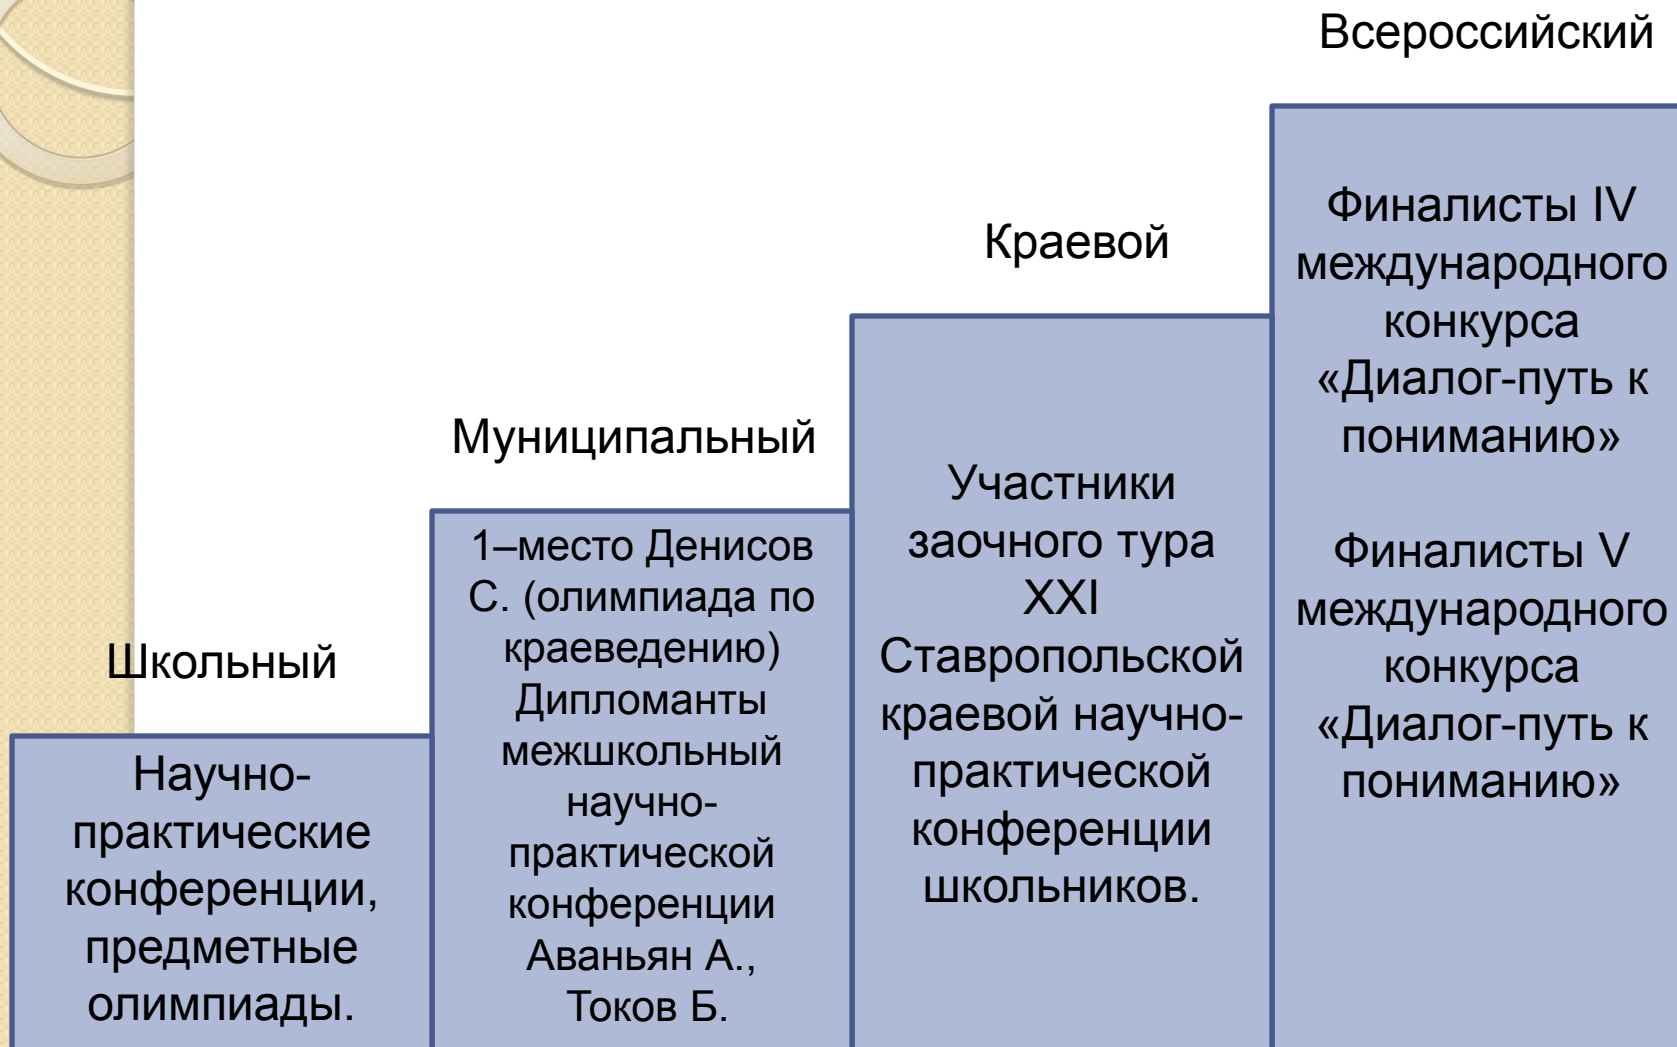 Школьный
Научно-
практические
конференции,
предметные
олимпиады.
Муниципальный
1–место Денисов
С. (олимпиада по
краеведению)
Дипломанты
межшкольный
научно-
практической
конференции
Аваньян А.,
Токов Б.
Краевой
Участники
заочного тура
XXI
Ставропольской
краевой научно-
практической
конференции
школьников.
Всероссийский
Финалисты IV
международного
конкурса
«Диалог-путь к
пониманию»
Финалисты V
международного
конкурса
«Диалог-путь к
пониманию»